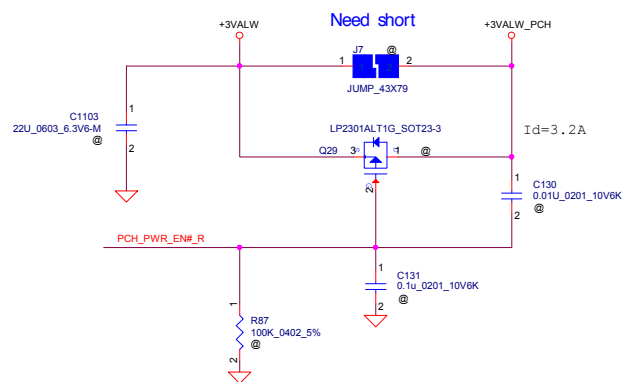 Need short
+3VALW
+3VALW_PCH
J7
@
1
2
JUMP_43X79
1
C1103
22U_0603_6.3V6-M
@
2
LP2301ALT1G_SOT23-3
Id=3.2A
Q29
3
1
@
2
1
C130
0.01U_0201_10V6K
2
@
PCH_PWR_EN#_R
1
C131
0.1u_0201_10V6K
2
@
1
R87
100K_0402_5%
@
2